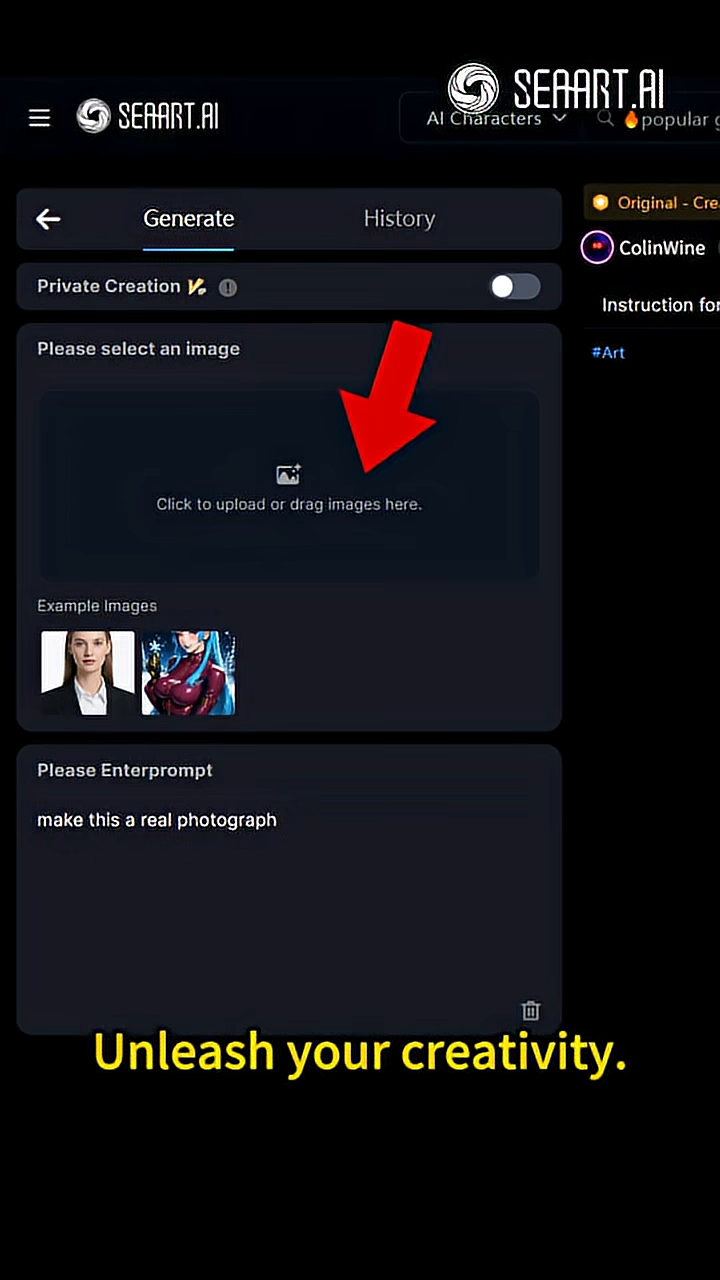 SEAART.AI
SEAART.AI
AI Characters
popular
Generate
History
Original - Cre
Private Creation
ColinWine
Instruction for
Please select an image
#Art
Click to upload or drag images here.
Example Images
Please Enterprompt
make this a real photograph
Unleash your creativity.